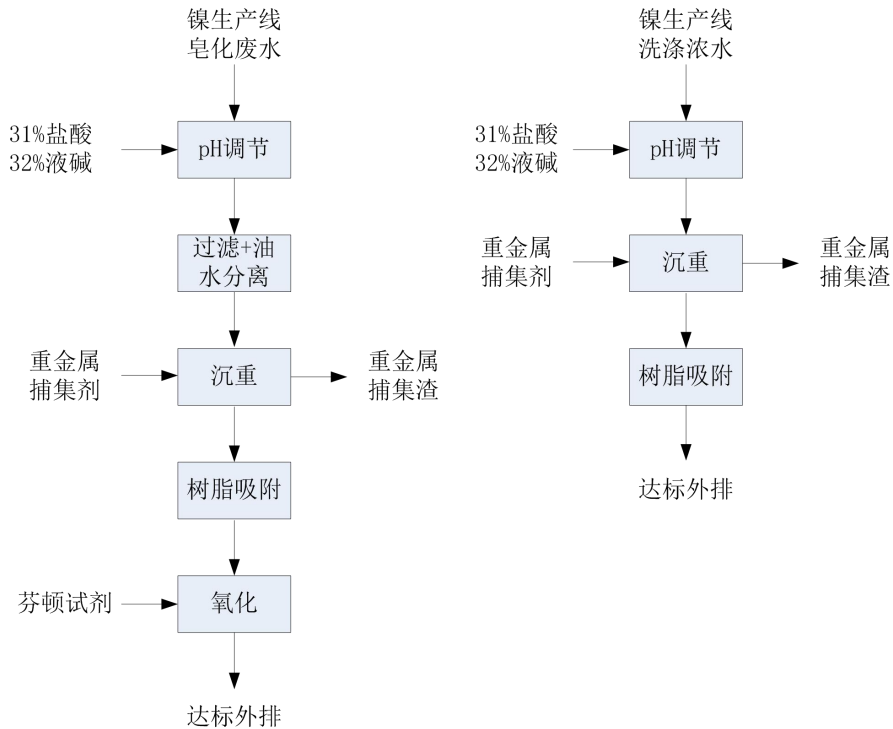 镍生产线
皂化废水
31%盐酸
32%液碱
pH调节
过滤+油
水分离
重金属
捕集剂
沉重
重金属
捕集渣
树脂吸附
芬顿试剂
氧化
达标外排
镍生产线
洗涤浓水
31%盐酸
32%液碱
pH调节
重金属
捕集剂
沉重
重金属
捕集渣
树脂吸附
达标外排